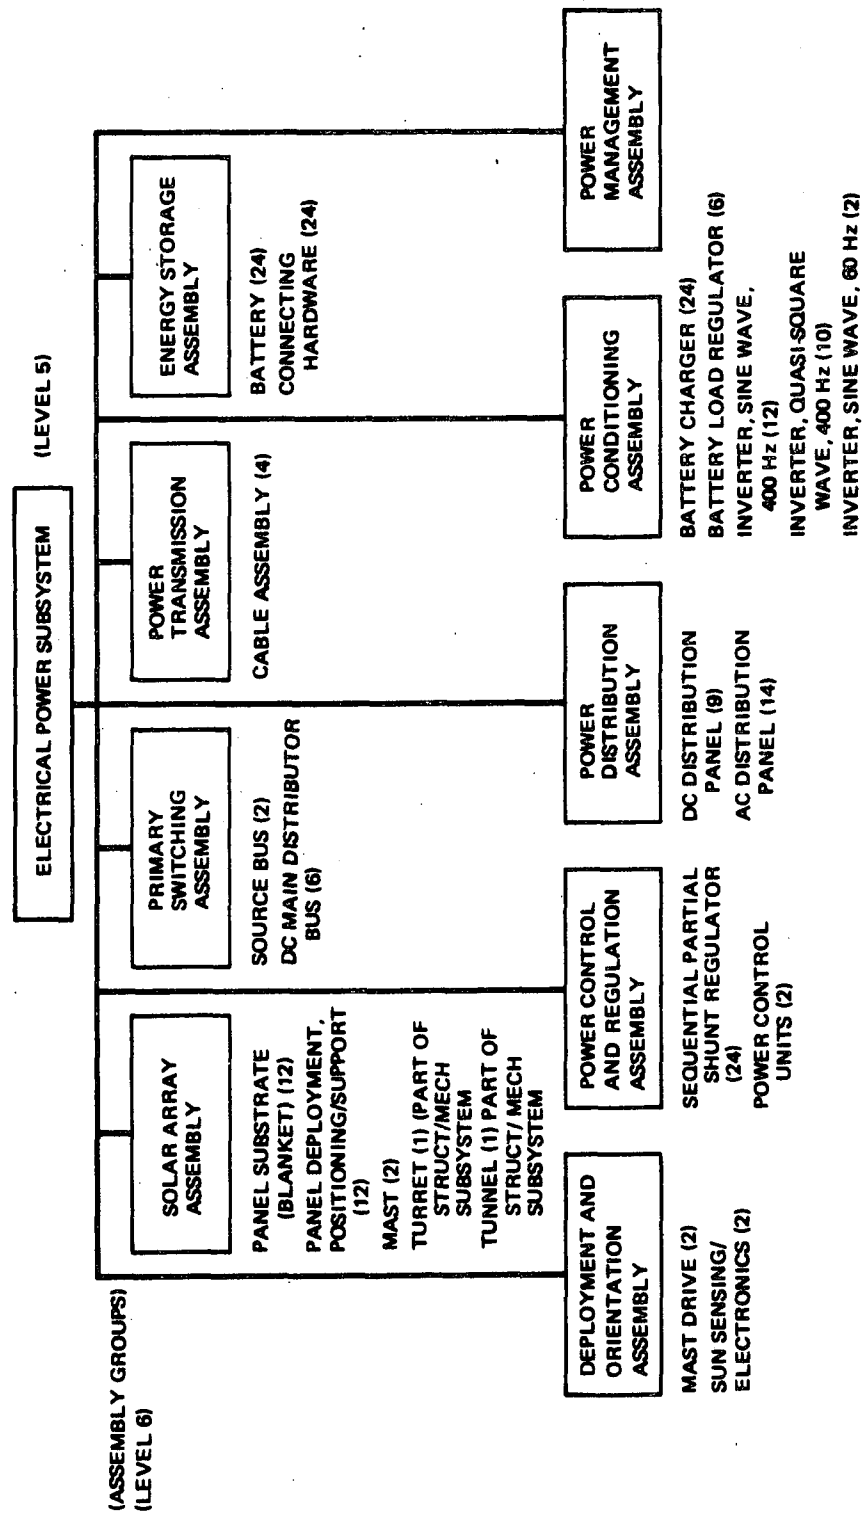 ELECTRICAL POWER SUBSYSTEM
(LEVEL 5)
(ASSEMBLY GROUPS)
(LEVEL 6)
SOLAR ARRAY
ASSEMBLY
PANEL SUBSTRATE
(BLANKET) (12)
PANEL DEPLOYMENT,
POSITIONING/SUPPORT
(12)
MAST (2)
TURRET (1) (PART OF
STRUCT/MECH
SUBSYSTEM
TUNNEL (1) PART OF
STRUCT/ MECH
SUBSYSTEM
PRIMARY
SWITCHING
ASSEMBLY
SOURCE BUS (2)
DC MAIN DISTRIBUTOR
BUS (6)
POWER
TRANSMISSION
ASSEMBLY
CABLE ASSEMBLY (4)
ENERGY STORAGE
ASSEMBLY
BATTERY (24)
CONNECTING
HARDWARE (24)
DEPLOYMENT AND
ORIENTATION
ASSEMBLY
MAST DRIVE (2)
SUN SENSING/
ELECTRONICS (2)
POWER CONTROL
AND REGULATION
ASSEMBLY
SEQUENTIAL PARTIAL
SHUNT REGULATOR
(24)
POWER CONTROL
UNITS (2)
POWER
DISTRIBUTION
ASSEMBLY
DC DISTRIBUTION
PANEL (9)
AC DISTRIBUTION
PANEL (14)
POWER
CONDITIONING
ASSEMBLY
BATTERY CHARGER (24)
BATTERY LOAD REGULATOR (6)
INVERTER, SINE WAVE,
400 Hz (12)
INVERTER, QUASI-SQUARE
WAVE, 400 Hz (10)
INVERTER, SINE WAVE, 60 Hz (2)
POWER
MANAGEMENT
ASSEMBLY